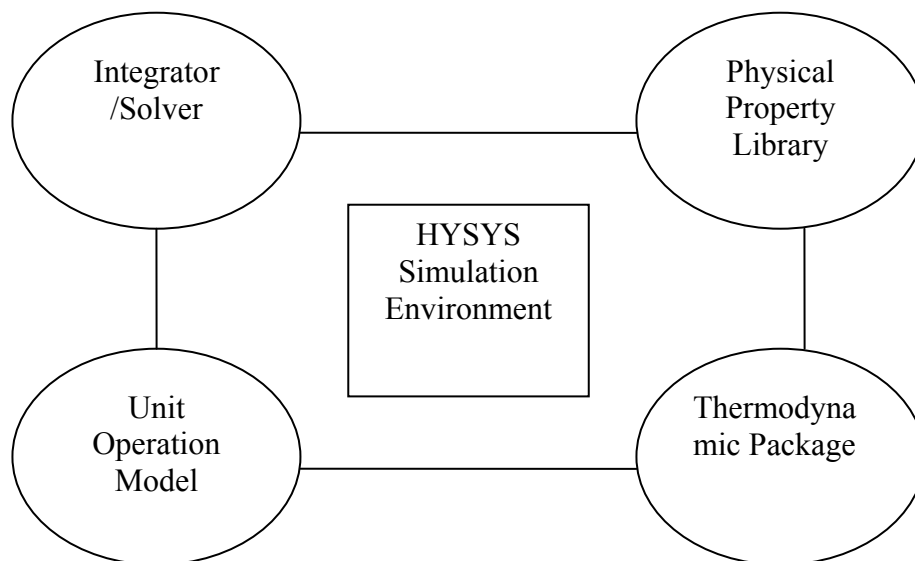 Integrator
/Solver
Physical
Property
Library
HYSYS
Simulation
Environment
Unit
Operation
Model
Thermodyna
mic Package